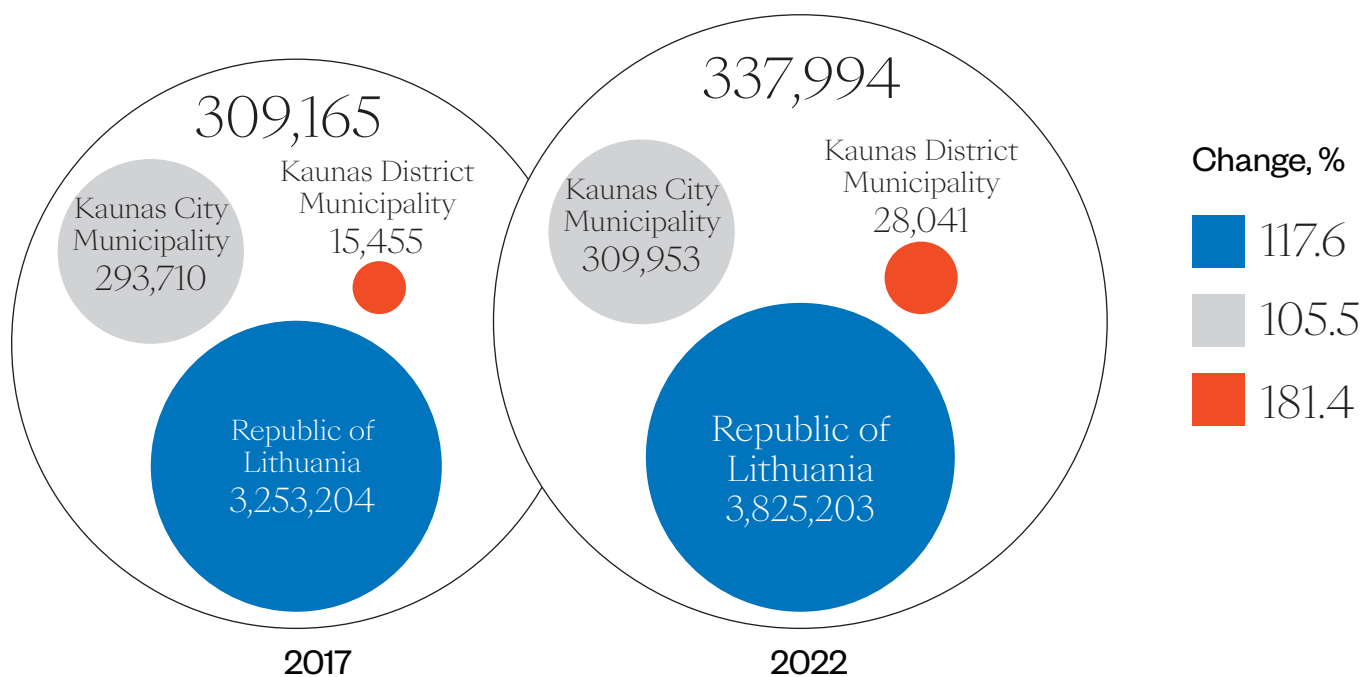 309,165
Kaunas City
Municipality
293,710
Kaunas District
Municipality
15,455
Republic of
Lithuania
3,253,204
2017
337,994
Kaunas City
Municipality
309,953
Kaunas District
Municipality
28,041
Republic of
Lithuania
3,825,203
2022
Change, %
117.6
105.5
181.4